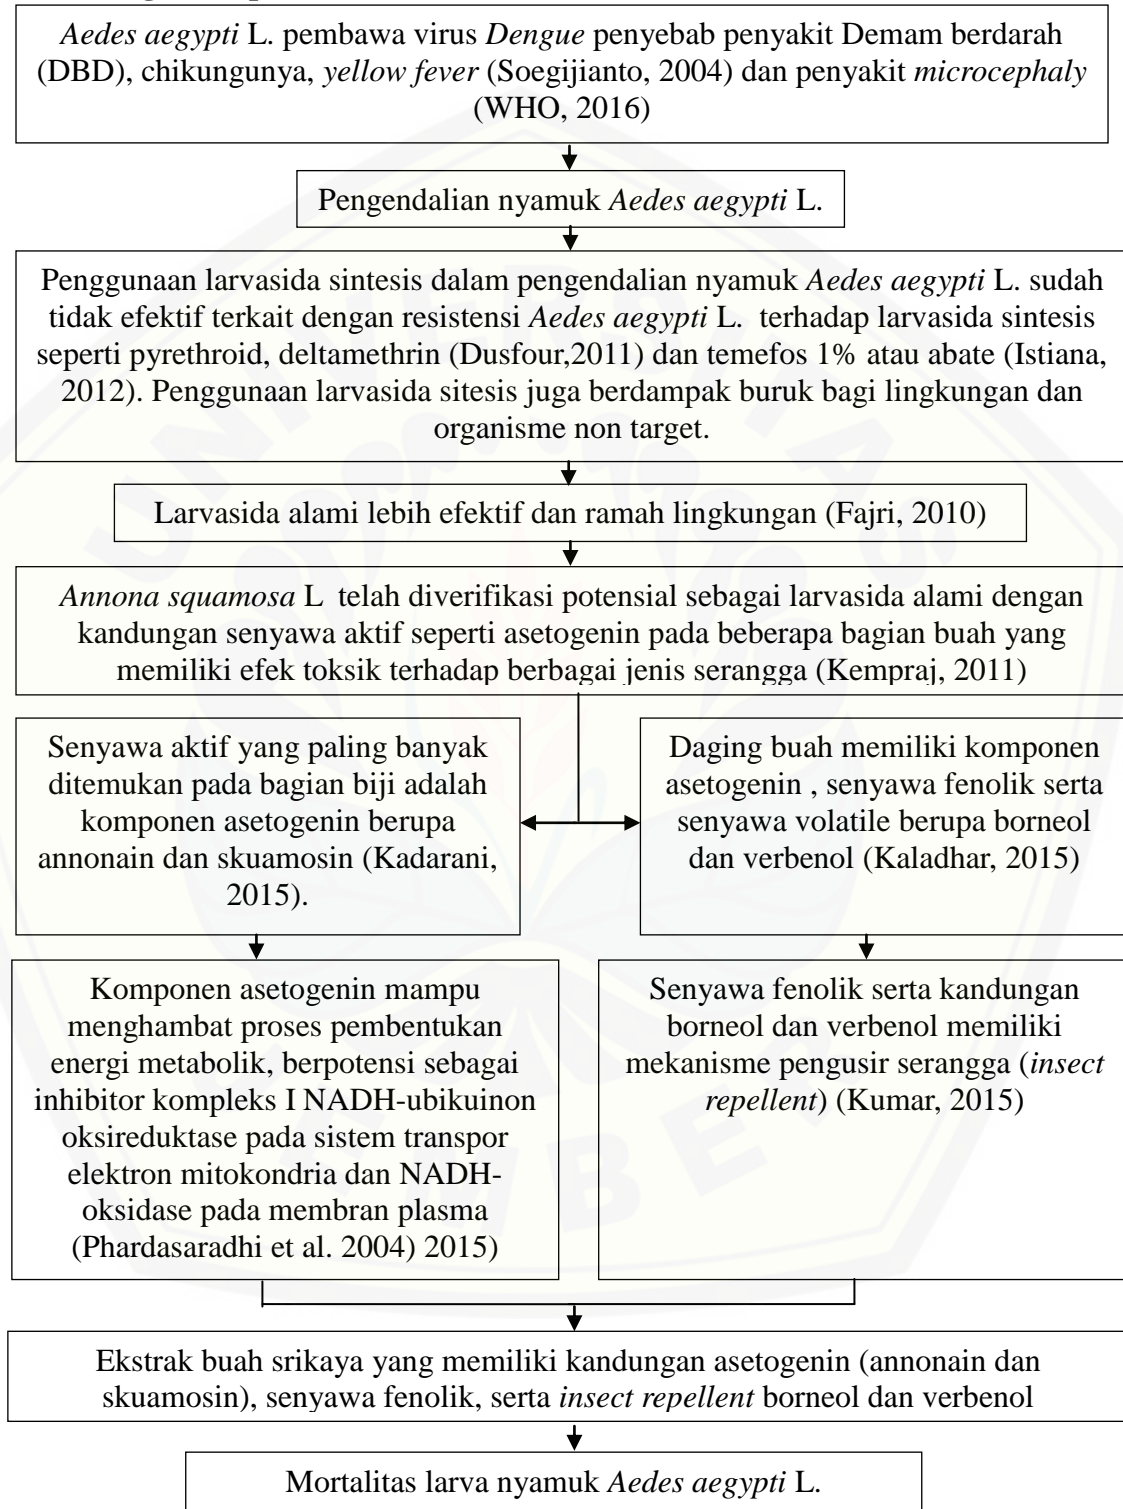 Aedes aegypti L. pembawa virus Dengue penyebab penyakit Demam berdarah
(DBD), chikungunya, yellow fever (Soegijianto, 2004) dan penyakit microcephaly
(WHO, 2016)
Pengendalian nyamuk Aedes aegypti L.
Penggunaan larvasida sintesis dalam pengendalian nyamuk Aedes aegypti L. sudah
tidak efektif terkait dengan resistensi Aedes aegypti L. terhadap larvasida sintesis
seperti pyrethroid, deltamethrin (Dusfour,2011) dan temefos 1% atau abate (Istiana,
2012). Penggunaan larvasida sitesis juga berdampak buruk bagi lingkungan dan
organisme non target.
Larvasida alami lebih efektif dan ramah lingkungan (Fajri, 2010)
Annona squamosa L telah diverifikasi potensial sebagai larvasida alami dengan
kandungan senyawa aktif seperti asetogenin pada beberapa bagian buah yang
memiliki efek toksik terhadap berbagai jenis serangga (Kempraj, 2011)
Senyawa aktif yang paling banyak
ditemukan pada bagian biji adalah
komponen asetogenin berupa
annonain dan skuamosin (Kadarani,
2015).
Daging buah memiliki komponen
asetogenin , senyawa fenolik serta
senyawa volatile berupa borneol
dan verbenol (Kaladhar, 2015)
Komponen asetogenin mampu
menghambat proses pembentukan
energi metabolik, berpotensi sebagai
inhibitor kompleks I NADH-ubikuinon
oksireduktase pada sistem transpor
elektron mitokondria dan NADH-
oksidase pada membran plasma
(Phardasaradhi et al. 2004) 2015)
Senyawa fenolik serta kandungan
borneol dan verbenol memiliki
mekanisme pengusir serangga (insect
repellent) (Kumar, 2015)
Ekstrak buah srikaya yang memiliki kandungan asetogenin (annonain dan
skuamosin), senyawa fenolik, serta insect repellent borneol dan verbenol
Mortalitas larva nyamuk Aedes aegypti L.
UNIVERSITAS